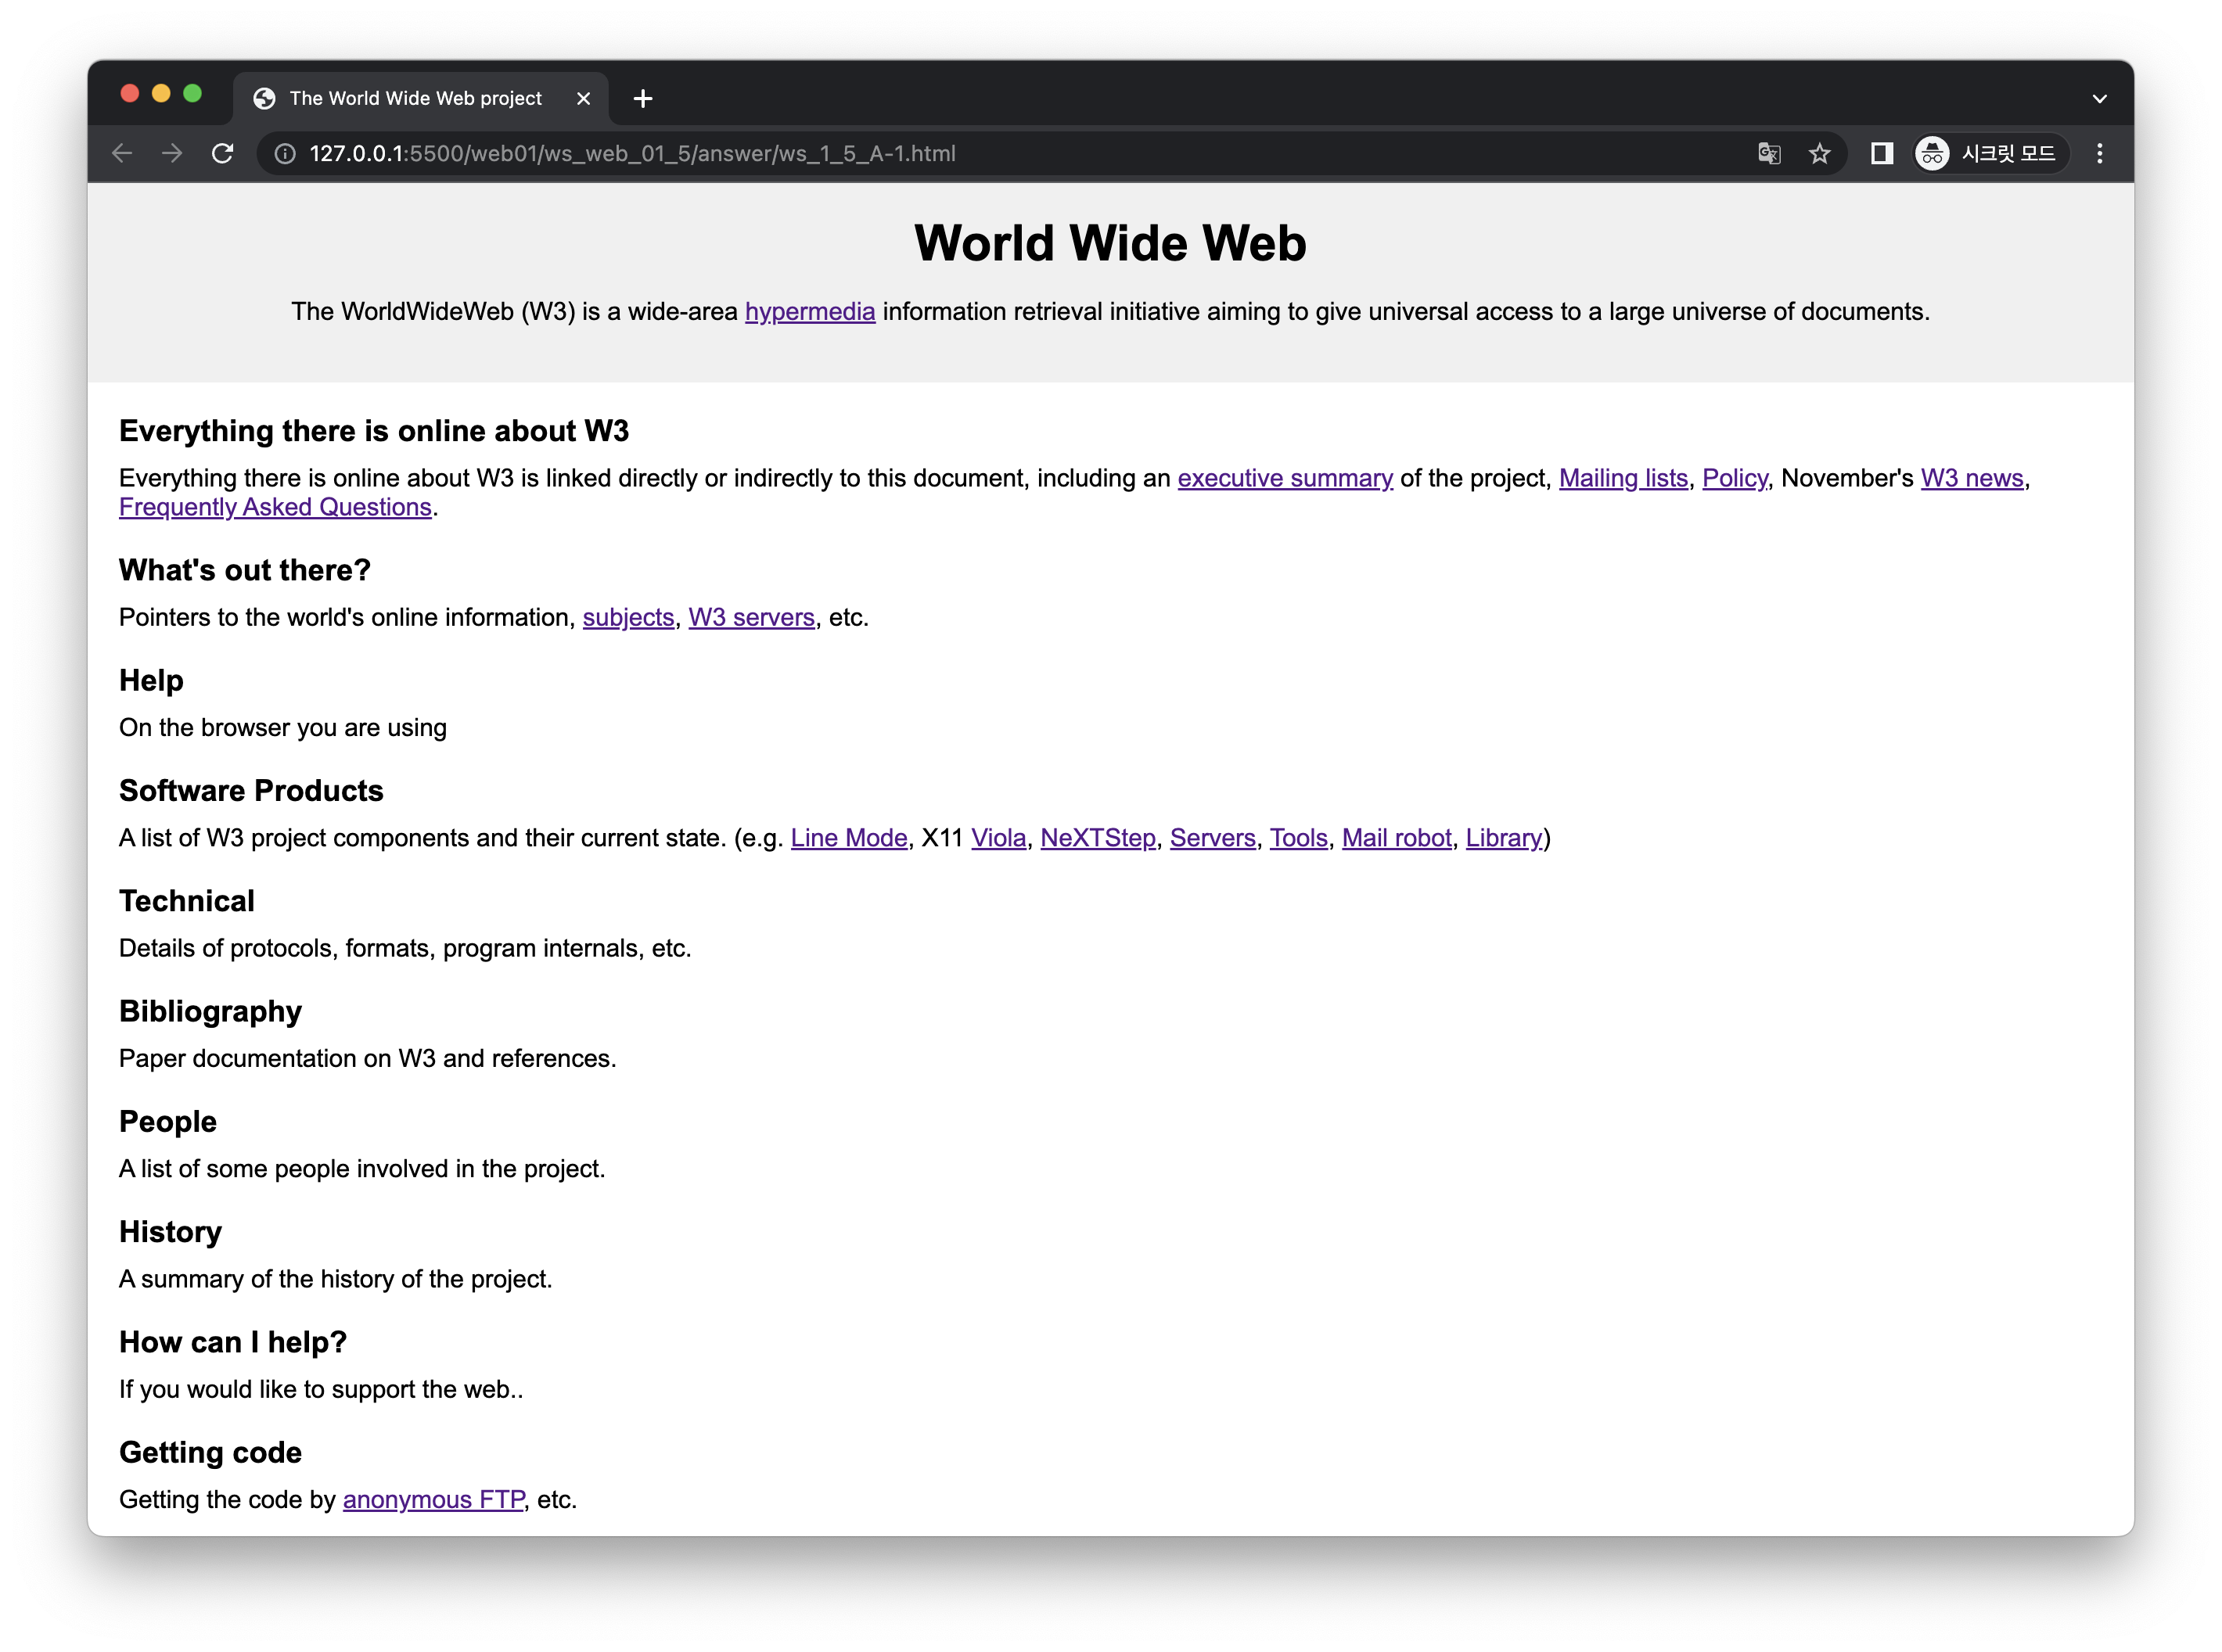 The World Wide Web project
127.0.0.1:5500/web01/ws_web_01_5/answer/ws_1_5_A-1.html
시크릿 모드
World Wide Web
The WorldWideWeb (W3) is a wide-area hypermedia information retrieval initiative aiming to give universal access to a large universe of documents.
Everything there is online about W3
Everything there is online about W3 is linked directly or indirectly to this document, including an executive summary of the project, Mailing lists, Policy, November's W3 news,
Frequently Asked Questions.
What's out there?
Pointers to the world's online information, subjects, W3 servers, etc.
Help
On the browser you are using
Software Products
A list of W3 project components and their current state. (e.g. Line Mode, X11 Viola, NeXTStep, Servers, Tools, Mail robot, Library)
Technical
Details of protocols, formats, program internals, etc.
Bibliography
Paper documentation on W3 and references.
People
A list of some people involved in the project.
History
A summary of the history of the project.
How can I help?
If you would like to support the web..
Getting code
Getting the code by anonymous FTP, etc.